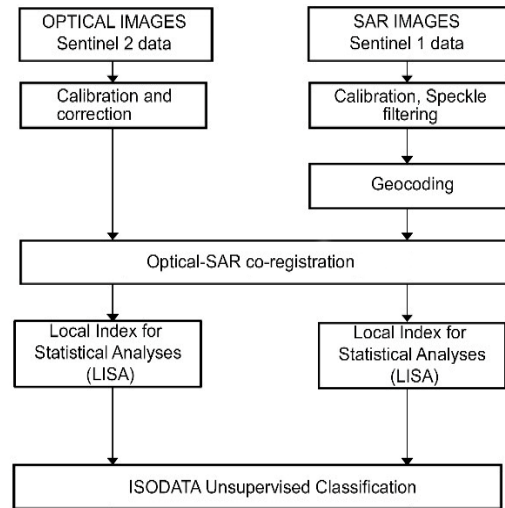 OPTICAL IMAGES
Sentinel 2 data
SAR IMAGES
Sentinel 1 data
Calibration and
correction
Calibration, Speckle
filtering
Geocoding
Optical-SAR co-registration
Local Index for
Statistical Analyses
(LISA)
Local Index for
Statistical Analyses
(LISA)
ISODATA Unsupervised Classification